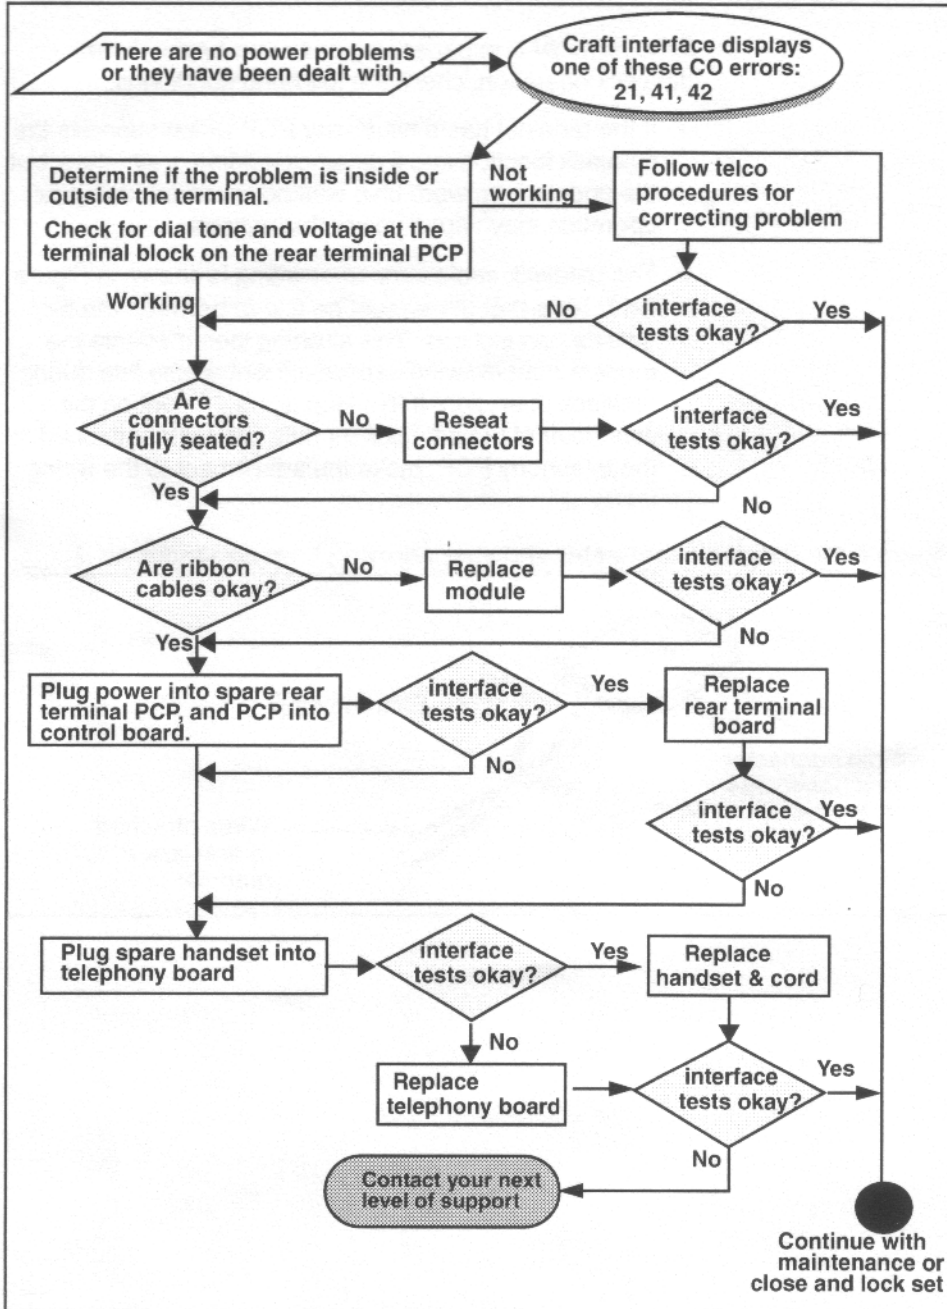 There are no power problems
or they have been dealt with.
Craft interface displays
one of these CO errors:
21, 41, 42
Determine if the problem is inside or
outside the terminal.
Check for dial tone and voltage at the
terminal block on the rear terminal PCP
Not
working
Follow telco
procedures for
correcting problem
Working
No
interface
tests okay?
Yes
Are
connectors
fully seated?
No
Reseat
connectors
interface
tests okay?
Yes
Yes
No
Are ribbon
cables okay?
No
Replace
module
interface
tests okay?
Yes
Yes
No
Plug power into spare rear
terminal PCP, and PCP into
control board.
interface
tests okay?
Yes
Replace
rear terminal
board
No
interface
tests okay?
Yes
No
Plug spare handset into
telephony board
interface
tests okay?
Yes
Replace
handset & cord
No
Replace
telephony board
interface
tests okay?
Yes
No
Contact your next
level of support
Continue with
maintenance or
close and lock set